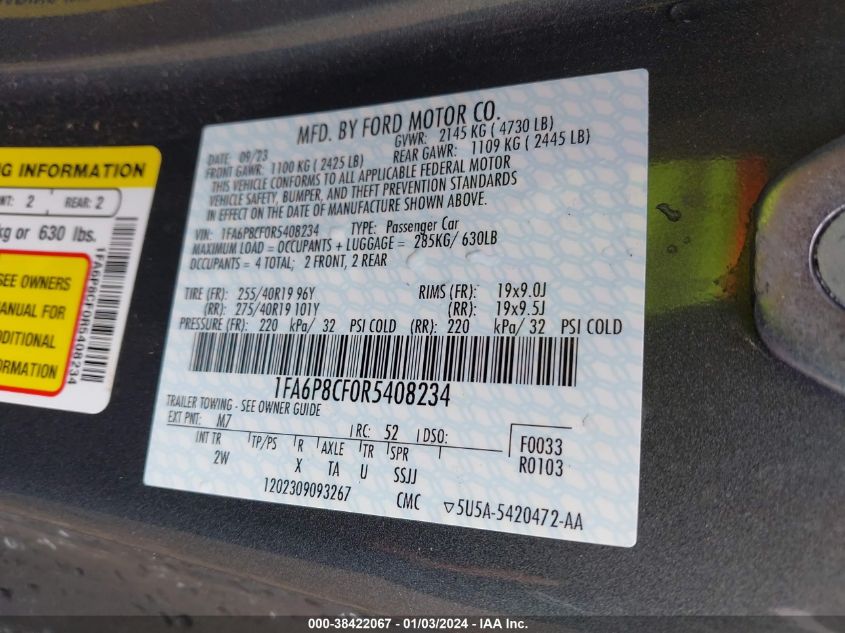 NG INFORMATION
NT: 2 REAR: 2
kg or 630 lbs.
SEE OWNERS
MANUAL FOR
DDITIONAL
FORMATION
1FA6P8CF0R5408234
MFD. BY FORD MOTOR CO.
DATE: 09/23 GVWR: 2145 KG ( 4730 LB)
FRONT GAWR: 1100 KG ( 2425 LB) REAR GAWR: 1109 KG ( 2445 LB)
THIS VEHICLE CONFORMS TO ALL APPLICABLE FEDERAL MOTOR
VEHICLE SAFETY, BUMPER, AND THEFT PREVENTION STANDARDS
IN EFFECT ON THE DATE OF MANUFACTURE SHOWN ABOVE.
VIN: 1FA6P8CF0R5408234 TYPE: Passenger Car
MAXIMUM LOAD = OCCUPANTS + LUGGAGE = 285KG/ 630LB
OCCUPANTS = 4 TOTAL; 2 FRONT, 2 REAR
TIRE (FR): 255/40R19 96Y RIMS (FR): 19x9.0J
(RR): 275/40R19 101Y (RR): 19x9.5J
PRESSURE (FR): 220 kPa/ 32 PSI COLD (RR): 220 kPa/ 32 PSI COLD
1FA6P8CF0R5408234
TRAILER TOWING - SEE OWNER GUIDE
EXT PNT: M7 RC: 52 DSO: F0033
INT TR TP/PS R AXLE TR SPR R0103
2W X TA U SSJJ
1202309093267 CMC ▽5U5A-5420472-AA
000-38422067 - 01/03/2024 - IAA Inc.